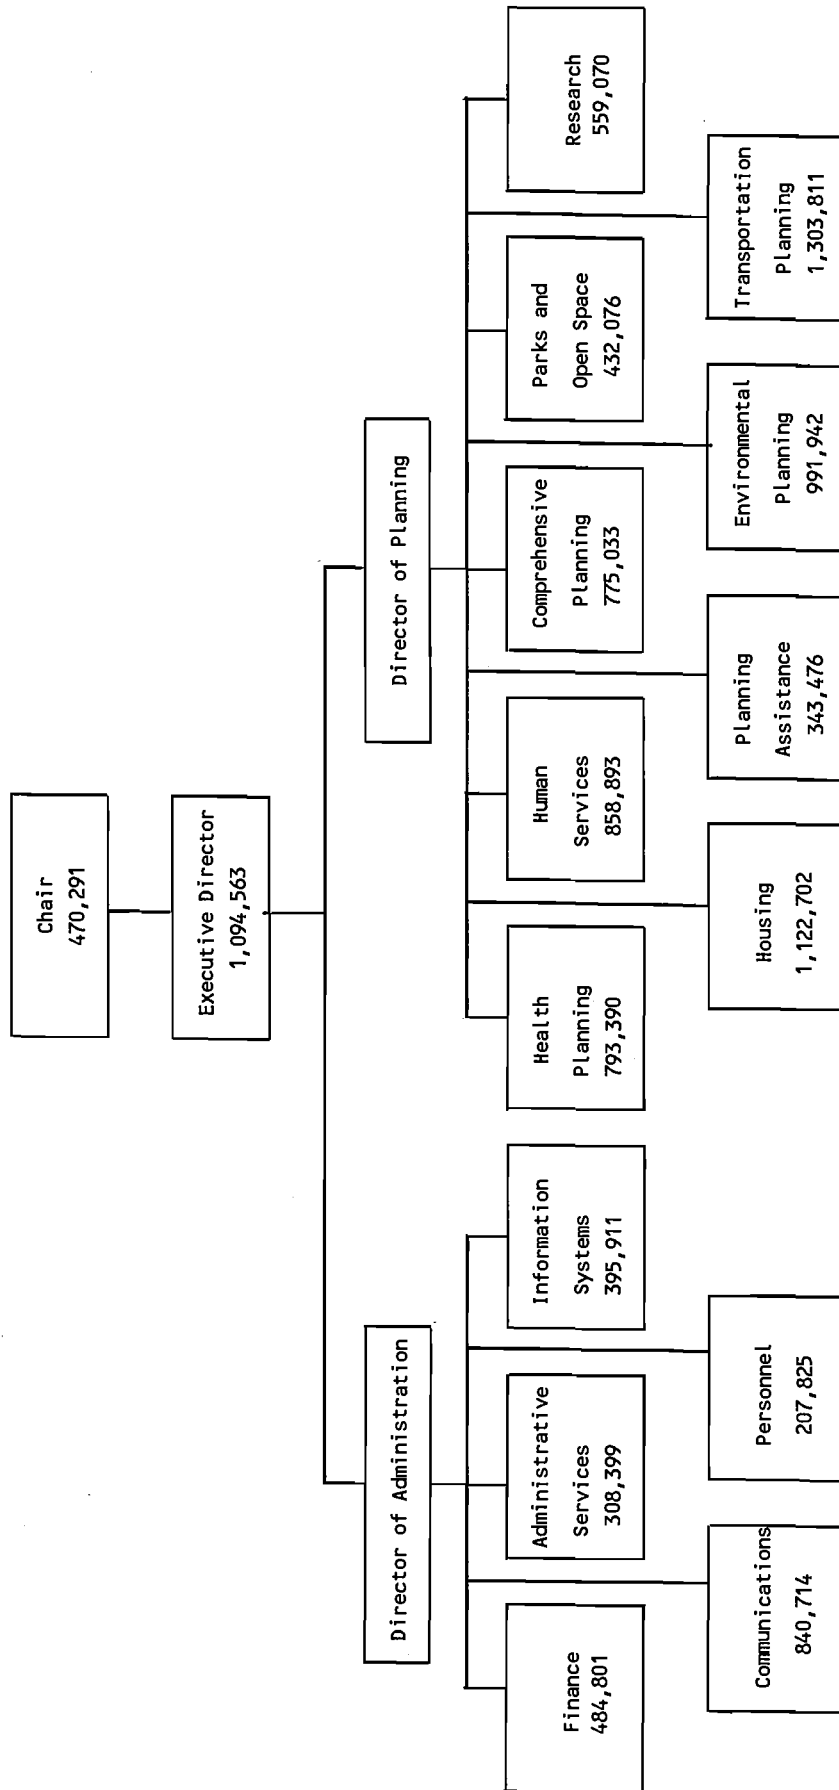 Chair
470,291
Executive Director
1,094,563
Director of Administration
Director of Planning
Finance
484,801
Administrative
Services
308,399
Information
Systems
395,911
Health
Planning
793,390
Human
Services
858,893
Comprehensive
Planning
775,033
Parks and
Open Space
432,076
Research
559,070
Communications
840,714
Personnel
207,825
Housing
1,122,702
Planning
Assistance
343,476
Environmental
Planning
991,942
Transportation
Planning
1,303,811